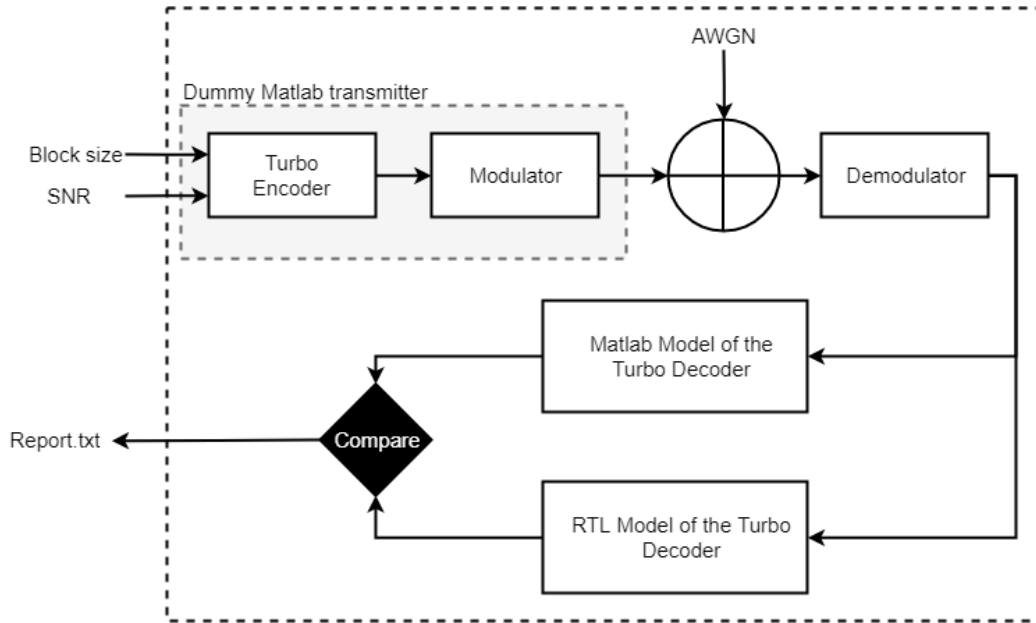 AWGN
Dummy Matlab transmitter
Block size
SNR
Turbo
Encoder
Modulator
Demodulator
Matlab Model of the
Turbo Decoder
Compare
Report.txt
RTL Model of the Turbo
Decoder